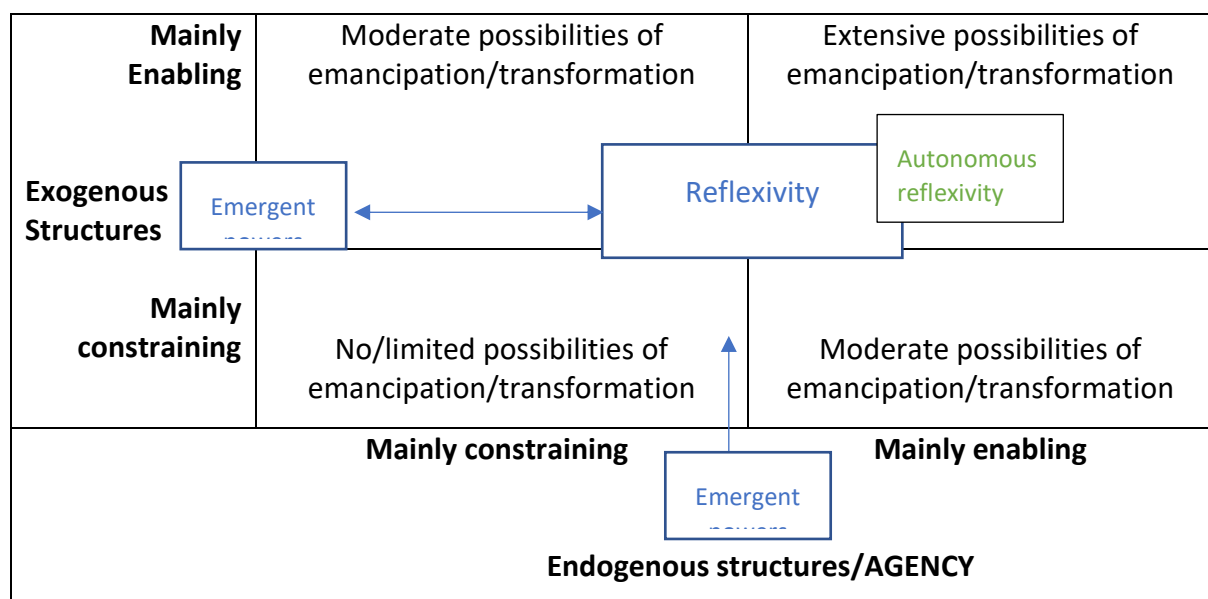 Mainly
Enabling
Moderate possibilities of
emancipation/transformation
Extensive possibilities of
emancipation/transformation
Exogenous
Structures
Emergent
Reflexivity
Autonomous
reflexivity
Mainly
constraining
No/limited possibilities of
emancipation/transformation
Moderate possibilities of
emancipation/transformation
Mainly constraining
Mainly enabling
Emergent
Endogenous structures/AGENCY